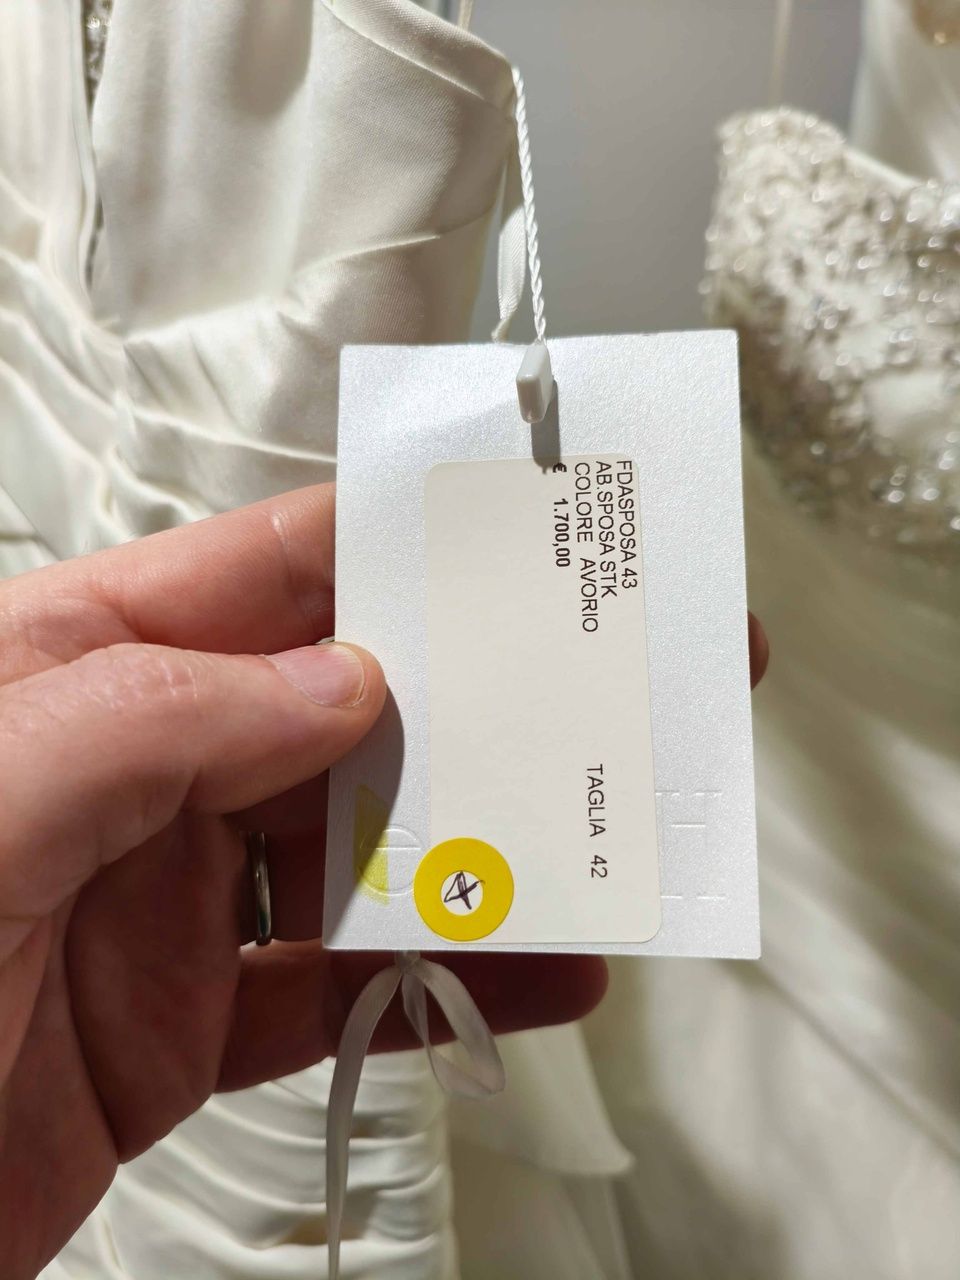 FDASPOSA 43
AB.SPOSA STK
COLORE AVORIO
TAGLIA 42
€ 1.700,00